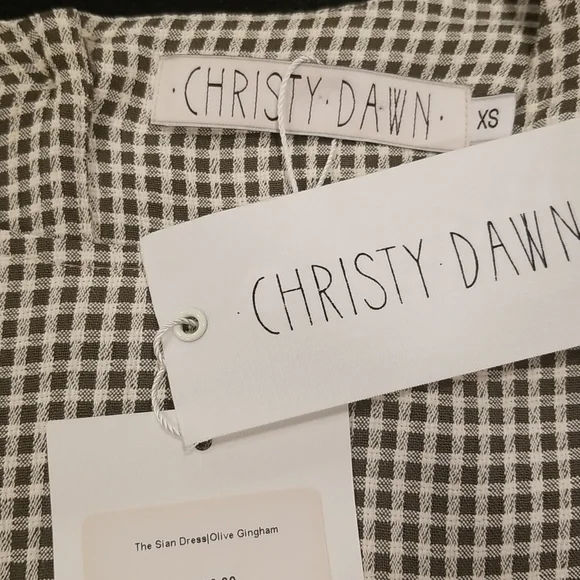 · CHRISTY · DAWN ·
XS
· CHRISTY · DAWN
The Sian Dress|Olive Gingham